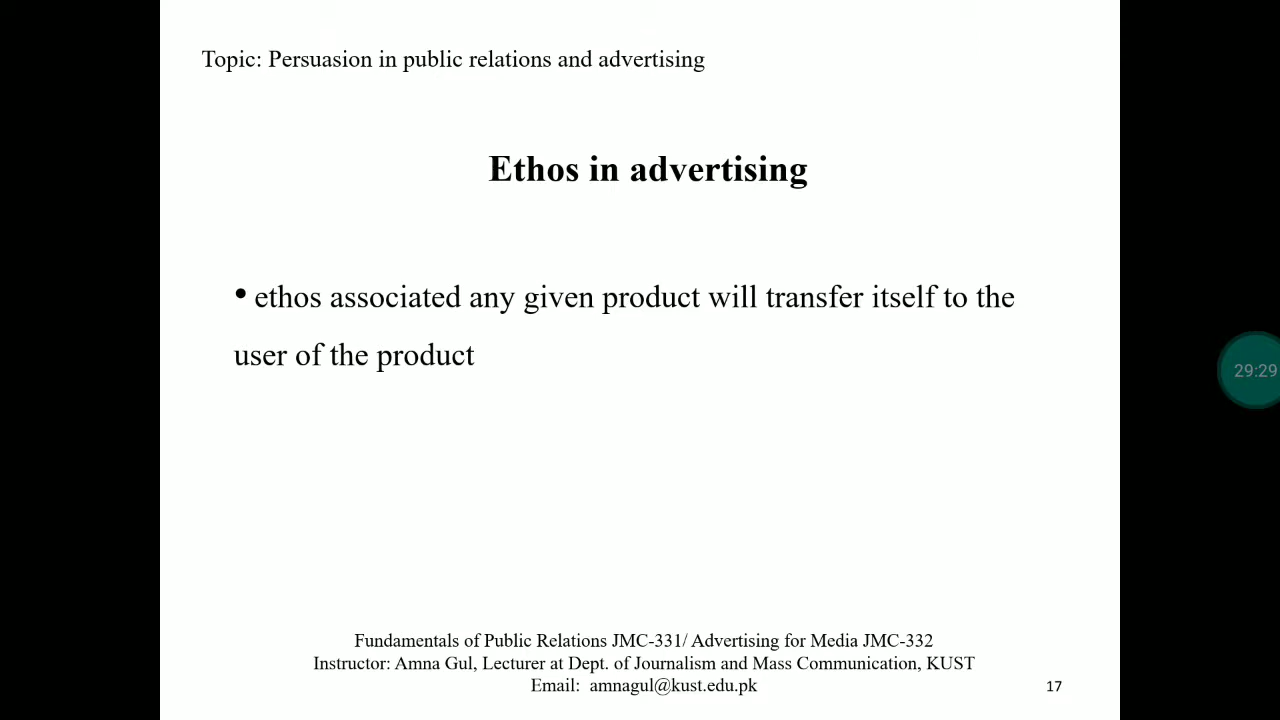 Topic: Persuasion in public relations and advertising
Ethos in advertising
• ethos associated any given product will transfer itself to the
user of the product
29:29
Fundamentals of Public Relations JMC-331/ Advertising for Media JMC-332
Instructor: Amna Gul, Lecturer at Dept. of Journalism and Mass Communication, KUST
Email:  amnagul@kust.edu.pk
17